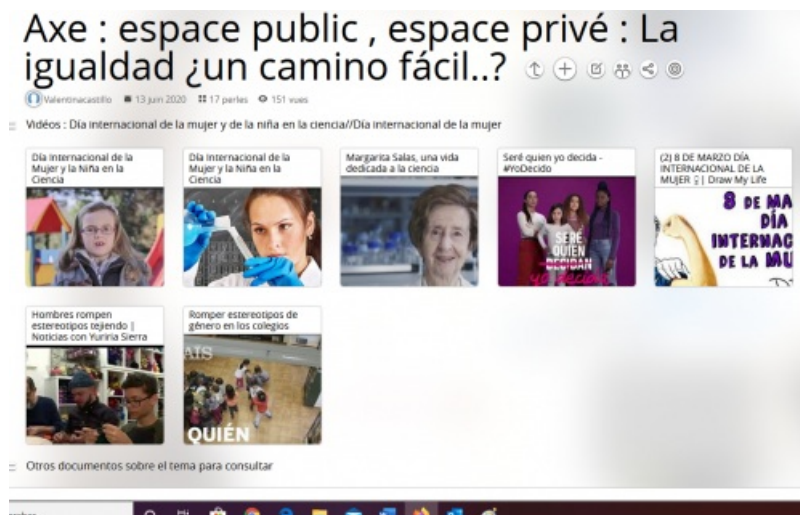 Axe : espace public , espace privé : La
igualdad ¿un camino fácil..?
Valentinacastillo 13 juin 2020 17 perles 151 vues
Vidéos : Día internacional de la mujer y de la niña en la ciencia//Día internacional de la mujer
Día Internacional de la
Mujer y la Niña en la
Ciencia
Día Internacional de la
Mujer y la Niña en la
Ciencia
Margarita Salas, una vida
dedicada a la ciencia
Seré quien yo decida -
#YoDecido
SERÉ
QUIEN
DECIDAN
yo decida
(2) 8 DE MARZO DÍA
INTERNACIONAL DE LA
MUJER | Draw My Life
8 DE MA
DÍA
INTERNAC
DE LA MU
Hombres rompen
estereotipos tejiendo |
Noticias con Yuriria Sierra
Romper estereotipos de
género en los colegios
AIS
QUIÉN
Otros documentos sobre el tema para consultar